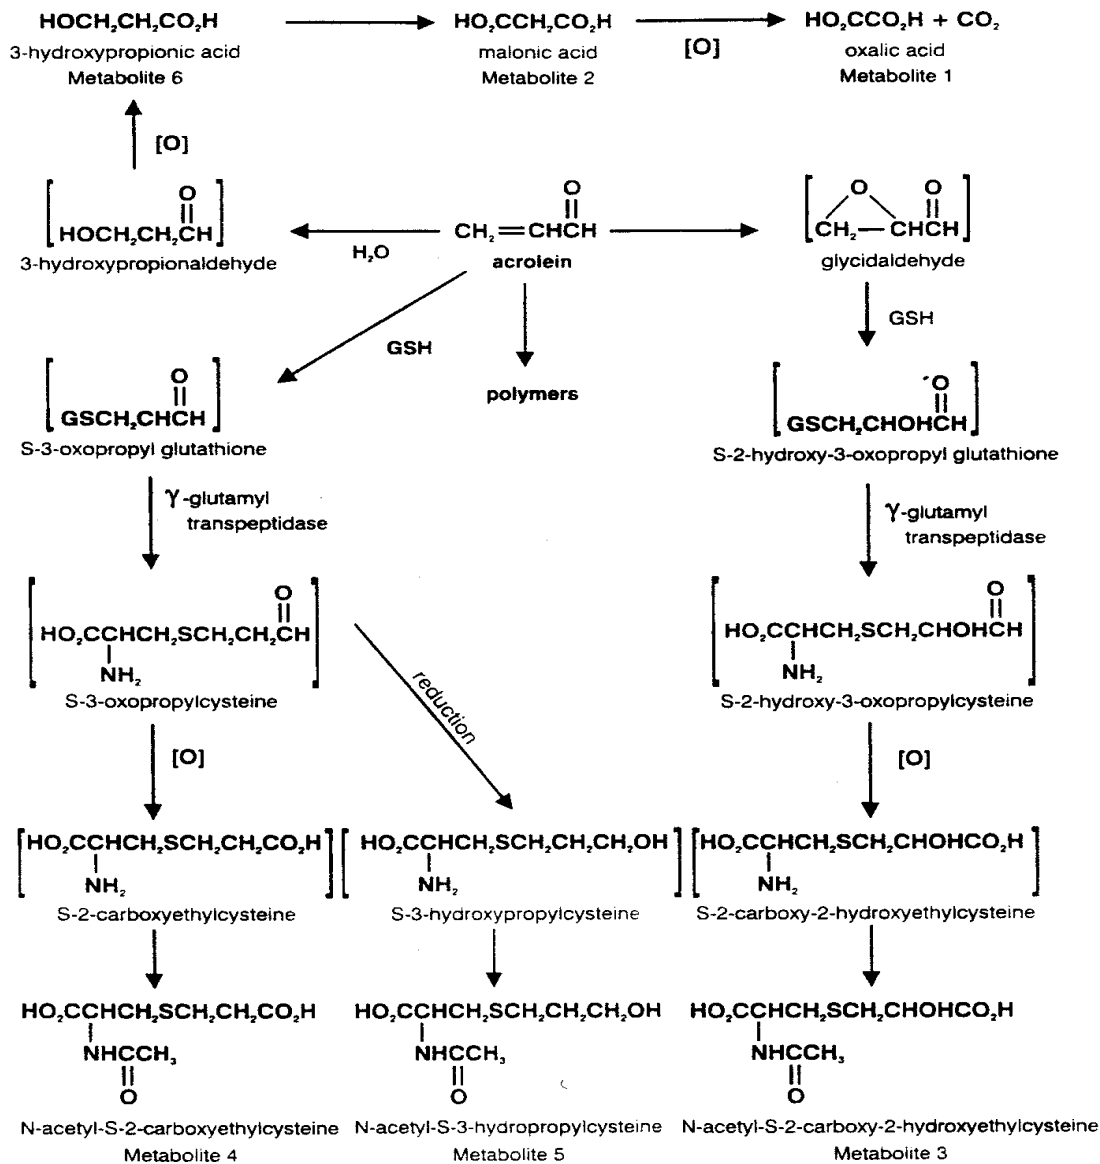 HOCH₂CH₂CO₂H
3-hydroxypropionic acid
Metabolite 6
HO₂CCH₂CO₂H
malonic acid
Metabolite 2
[O]
HO₂CCO₂H + CO₂
oxalic acid
Metabolite 1
[O]
O
HOCH₂CH₂CH
3-hydroxypropionaldehyde
H₂O
O
CH₂=CHCH
acrolein
O
O
CH₂—CHCH
glycidaldehyde
GSH
GSH
polymers
O
GSCH₂CHCH
S-3-oxopropyl glutathione
O
GSCH₂CHOHCH
S-2-hydroxy-3-oxopropyl glutathione
γ-glutamyl
transpeptidase
γ-glutamyl
transpeptidase
O
HO₂CCHCH₂SCH₂CH₂CH
NH₂
S-3-oxopropylcysteine
O
HO₂CCHCH₂SCH₂CHOHCH
NH₂
S-2-hydroxy-3-oxopropylcysteine
reduction
[O]
[O]
HO₂CCHCH₂SCH₂CH₂CO₂H
NH₂
S-2-carboxyethylcysteine
HO₂CCHCH₂SCH₂CH₂CH₂OH
NH₂
S-3-hydroxypropylcysteine
HO₂CCHCH₂SCH₂CHOHCO₂H
NH₂
S-2-carboxy-2-hydroxyethylcysteine
HO₂CCHCH₂SCH₂CH₂CO₂H
NHCCH₃
O
N-acetyl-S-2-carboxyethylcysteine
Metabolite 4
HO₂CCHCH₂SCH₂CH₂CH₂OH
NHCCH₃
O
N-acetyl-S-3-hydropropylcysteine
Metabolite 5
HO₂CCHCH₂SCH₂CHOHCO₂H
NHCCH₃
O
N-acetyl-S-2-carboxy-2-hydroxyethylcysteine
Metabolite 3